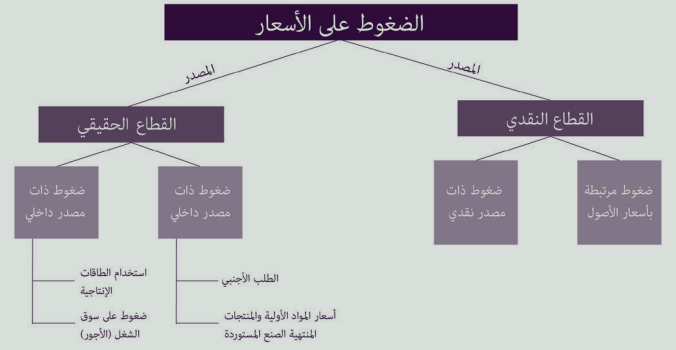 الضغوط على الأسعار
المصدر
المصدر
القطاع النقدي
القطاع الحقيقي
ضغوط مرتبطة
بأسعار الأصول
ضغوط ذات
مصدر نقدي
ضغوط ذات
مصدر داخلي
ضغوط ذات
مصدر داخلي
الطلب الأجنبي
أسعار المواد الأولية والمنتجات
المنتهية الصنع المستوردة
استخدام الطاقات
الإنتاجية
ضغوط على سوق
الشغل (الأجور)